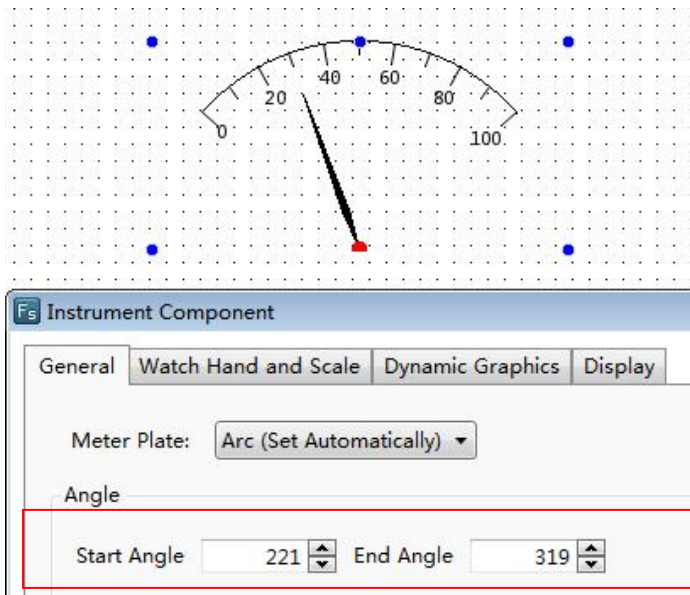 40 60
20 80
0 100
Fs Instrument Component
General Watch Hand and Scale Dynamic Graphics Display
Meter Plate: Arc (Set Automatically)
Angle
Start Angle 221 End Angle 319